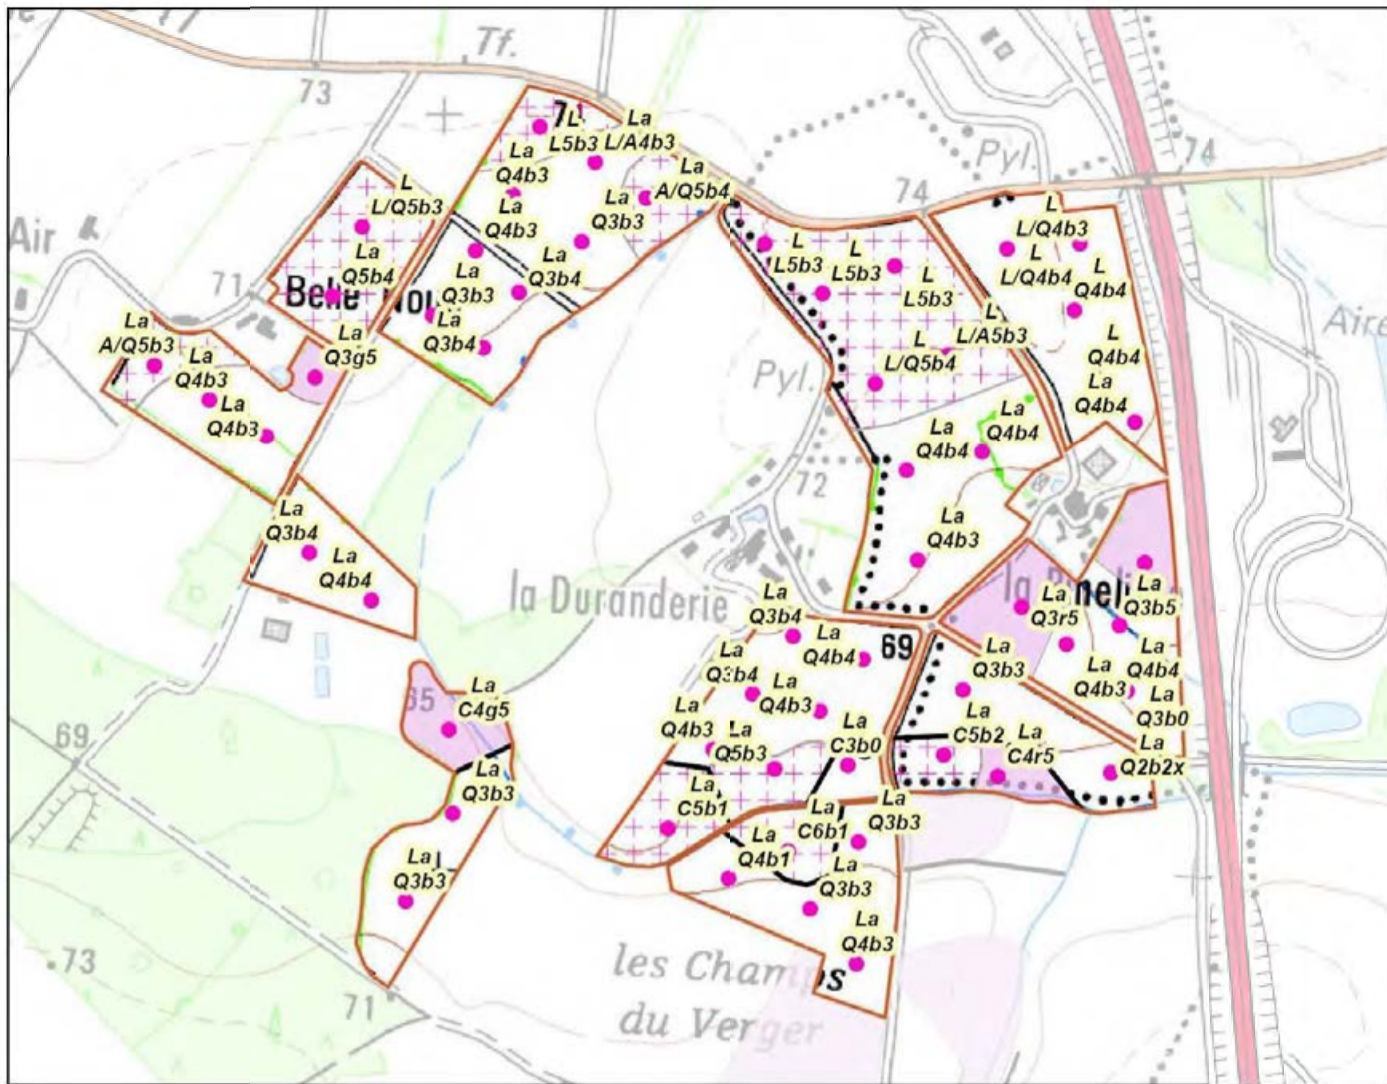 Tf.
73
71
L
L5b3
La
L/A4b3
La
Q4b3
La
A/Q5b4
La
Q4b3
La
Q3b3
La
Q3b4
L
L/Q5b3
La
Q5b4
Air
71
Belle
La
Q3b3
La
Q3b4
La
Q3g5
La
A/Q5b3
La
Q4b3
La
Q4b3
La
Q3b4
La
Q4b4
Pyl.
74
74
L
L5b3
L
L5b3
L
L5b3
L
L/Q5b4
L
L/A5b3
L
L/Q4b3
L
L/Q4b4
L
Q4b4
L
Q4b4
La
Q4b4
Aire
Pyl.
72
La
Q4b4
La
Q4b4
La
Q4b3
la Duranderie
La
Q3b4
La
Q4b4
69
La
Q3b4
La
Q4b3
La
Q4b3
La
Q5b3
La
C3b0
La
C5b1
La
C6b1
La
Q3b3
La
Q4b1
La
Q3b3
La
Q4b3
La
Q3r5
La
Q3b5
La
Q3b3
La
Q4b3
La
Q4b4
La
Q3b0
La
C5b2
La
C4r5
La
Q2b2x
65
La
C4g5
La
Q3b3
La
Q3b3
69
73
71
les Champs
du Verger